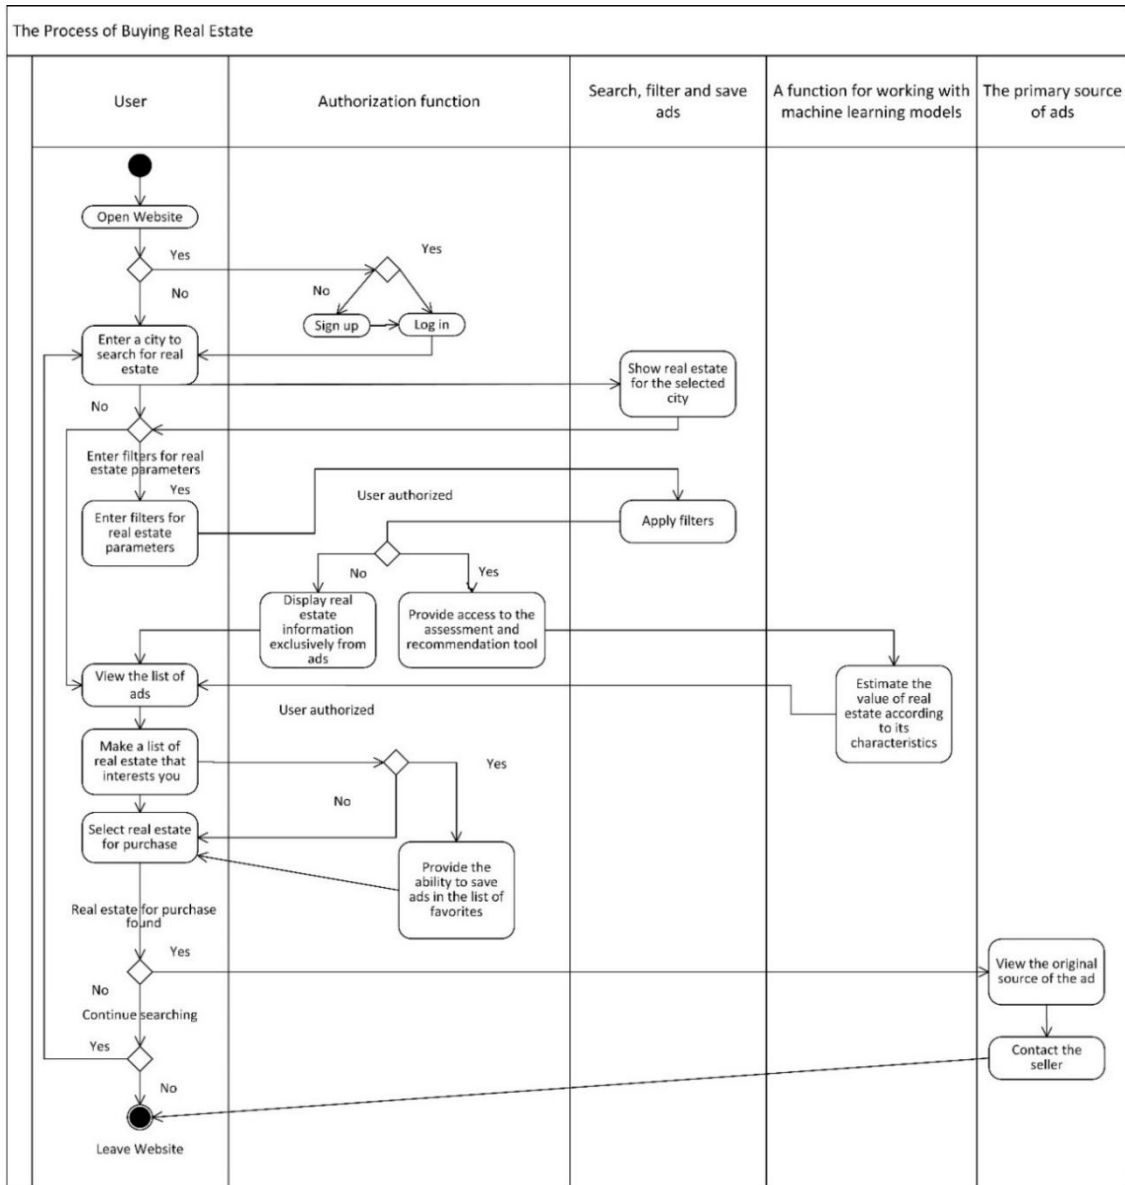 The Process of Buying Real Estate
User
Authorization function
Search, filter and save
ads
A function for working with
machine learning models
The primary source
of ads
Open Website
Yes
Yes
No
No
Sign up
Log in
Enter a city to
search for real
estate
Show real estate
for the selected
city
No
Enter filters for real
estate parameters
Yes
User authorized
Enter filters for
real estate
parameters
Apply filters
No
Yes
Display real
estate
information
exclusively from
ads
Provide access to the
assessment and
recommendation tool
View the list of
ads
Estimate the
value of real
estate according
to its
characteristics
User authorized
Make a list of
real estate that
interests you
Yes
No
Select real estate
for purchase
Provide the
ability to save
ads in the list of
favorites
Real estate for purchase
found
Yes
View the original
source of the ad
No
Continue searching
Yes
Contact the
seller
No
Leave Website